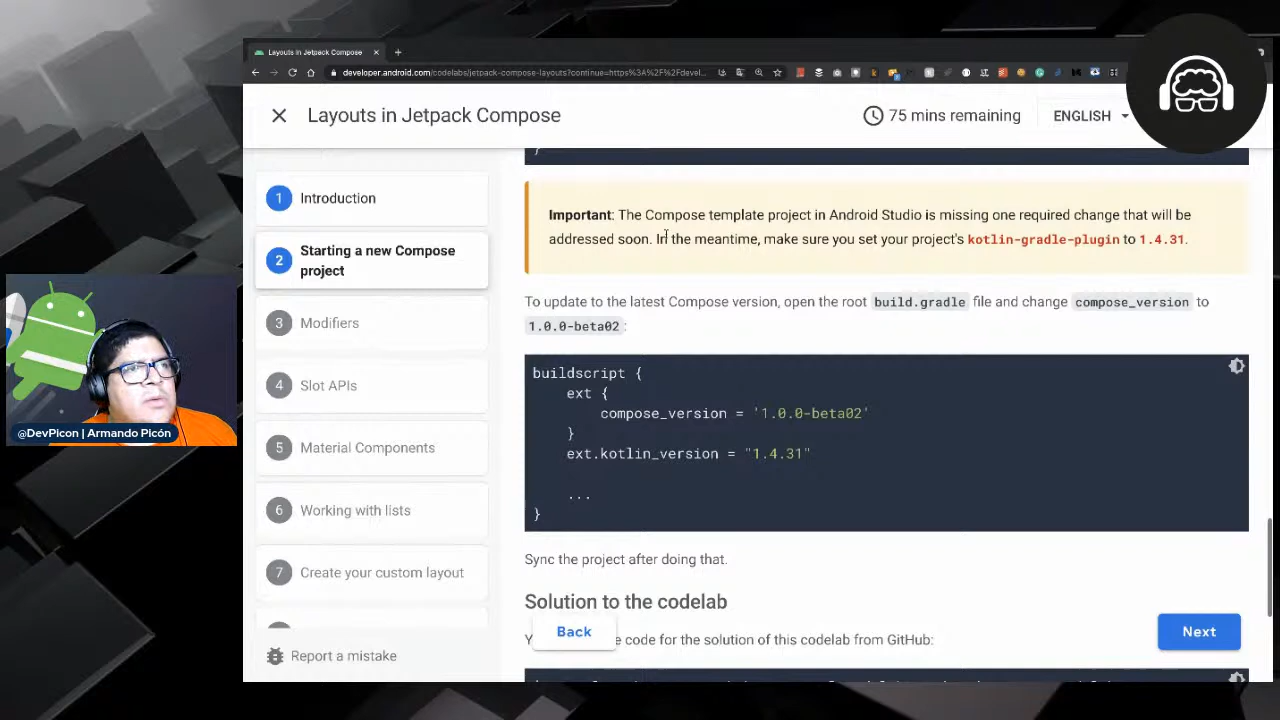 Layouts in Jetpack Compose
developer.android.com/codelabs/jetpack-compose-layouts?continue=https%3A%2F%2Fdevel...
Layouts in Jetpack Compose
75 mins remaining
ENGLISH
1 Introduction
2 Starting a new Compose
project
3 Modifiers
4 Slot APIs
5 Material Components
6 Working with lists
7 Create your custom layout
Report a mistake
}
Important: The Compose template project in Android Studio is missing one required change that will be
addressed soon. In the meantime, make sure you set your project's kotlin-gradle-plugin to 1.4.31.
To update to the latest Compose version, open the root build.gradle file and change compose_version to
1.0.0-beta02:
buildscript {
ext {
compose_version = '1.0.0-beta02'
}
ext.kotlin_version = "1.4.31"
...
}
Sync the project after doing that.
Solution to the codelab
Y code for the solution of this codelab from GitHub:
Back
Next
@DevPicon | Armando Picón